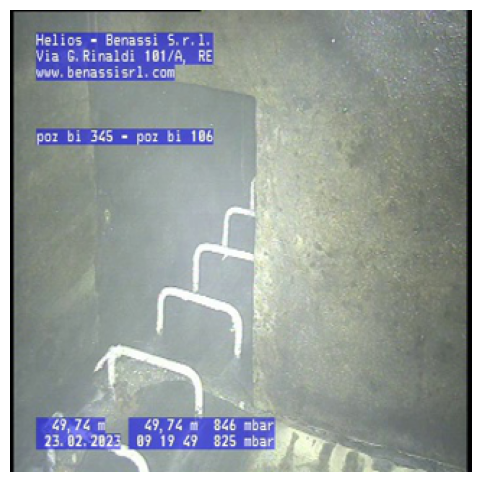 Helios - Benassi S.r.l.
Via G.Rinaldi 101/A, RE
www.benassisrl.com
poz bi 345 - poz bi 106
49,74 m 49,74 m 846 mbar
23.02.2023 09 19 49 825 mbar